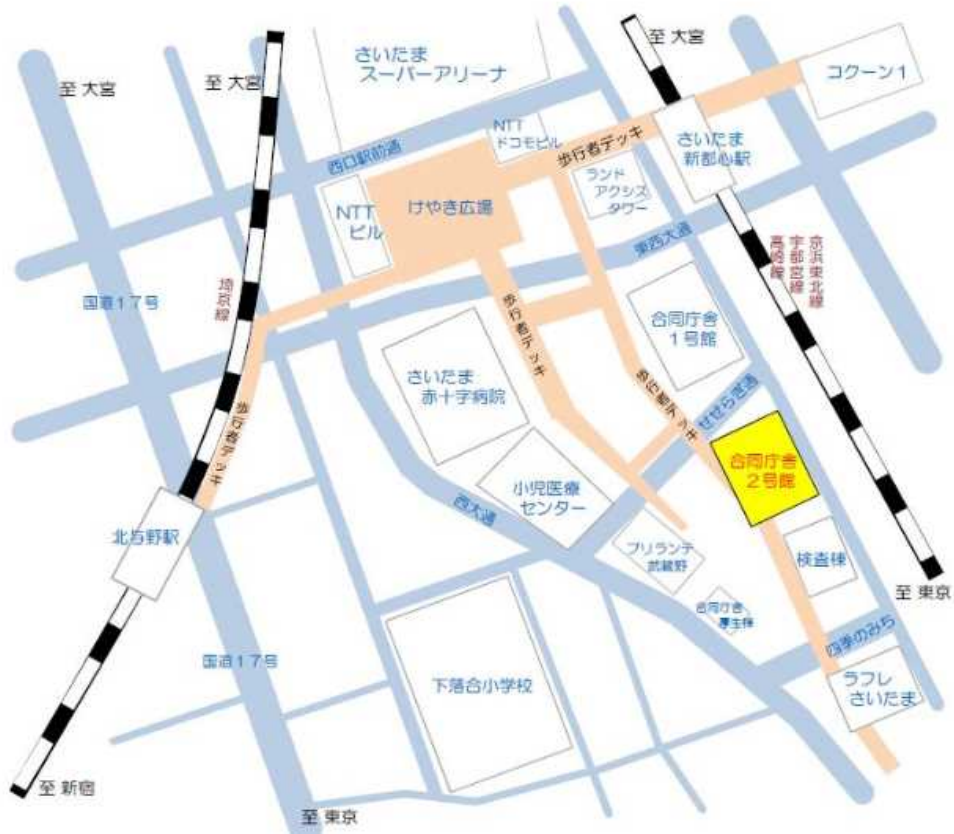 至 大宮
至 大宮
さいたま
スーパーアリーナ
至 大宮
コクーン１
NTT
ドコモビル
歩行者デッキ
さいたま
新都心駅
西口駅前通
ランド
アクシス
タワー
NTT
ビル
けやき広場
東西大通
国道１７号
埼京線
京浜東北線
宇都宮線
高崎線
歩行者デッキ
合同庁舎
１号館
さいたま
赤十字病院
歩行者デッキ
せせらぎ通
歩行者デッキ
合同庁舎
２号館
小児医療
センター
西大通
北与野駅
ブリランテ
武蔵野
検査棟
至 東京
合同庁舎
厚生棟
四季のみち
国道１７号
下落合小学校
ラフレ
さいたま
至 新宿
至 東京